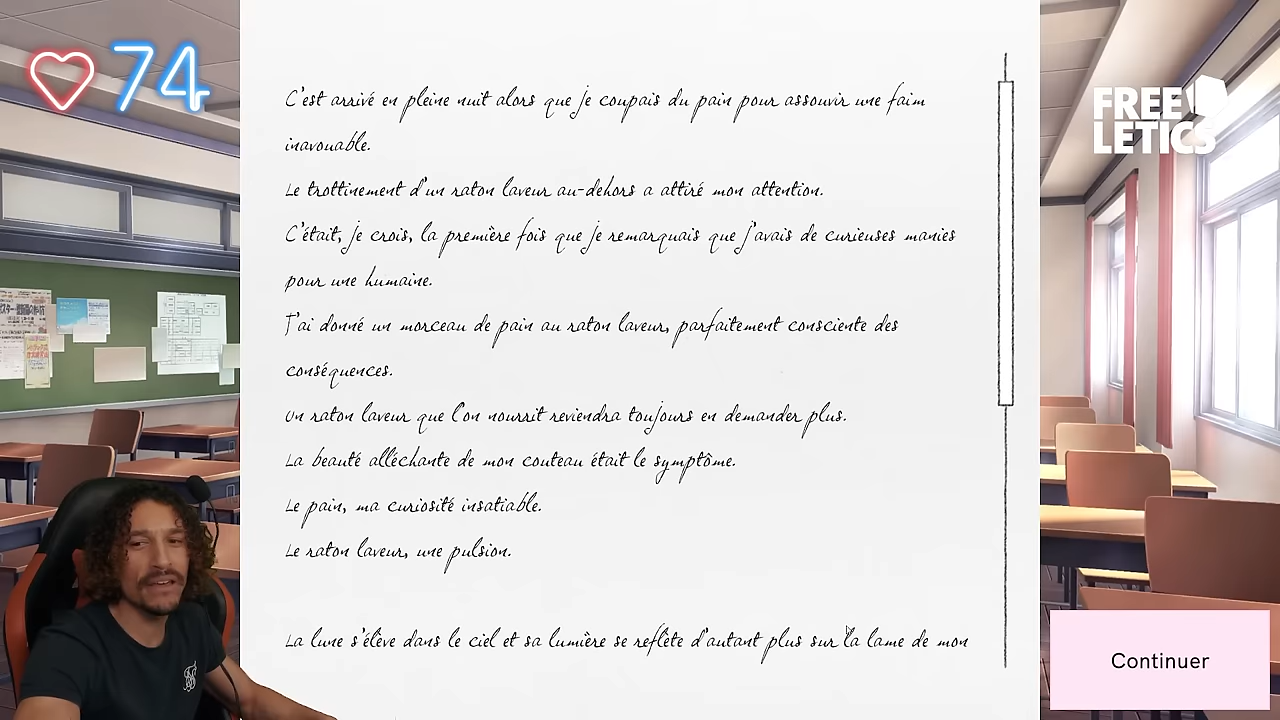 74
FREE
LETICS
C'est arrivé en pleine nuit alors que je coupais du pain pour assouvir une faim
inavouable.
Le trottinement d'un raton laveur au-dehors a attiré mon attention.
C'était, je crois, la première fois que je remarquais que j'avais de curieuses manies
pour une humaine.
J'ai donné un morceau de pain au raton laveur, parfaitement consciente des
conséquences.
Un raton laveur que l'on nourrit reviendra toujours en demander plus.
La beauté alléchante de mon couteau était le symptôme.
Le pain, ma curiosité insatiable.
Le raton laveur, une pulsion.
La lune s'élève dans le ciel et sa lumière se reflète d'autant plus sur la lame de mon
Continuer